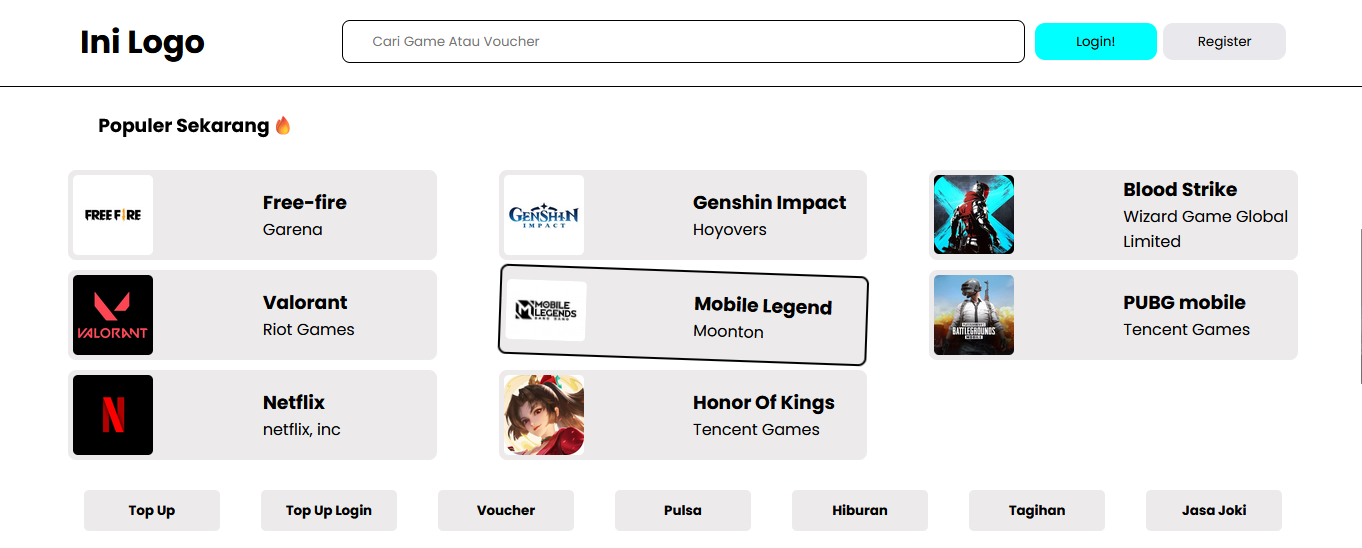 Ini Logo
Cari Game Atau Voucher
Login!
Register
Populer Sekarang 🔥
FREE FIRE
Free-fire
Garena
GENSHIN
IMPACT
Genshin Impact
Hoyovers
Blood Strike
Wizard Game Global
Limited
VALORANT
Valorant
Riot Games
MOBILE
LEGENDS
BANG BANG
Mobile Legend
Moonton
BATTLEGROUNDS
MOBILE
PUBG mobile
Tencent Games
N
Netflix
netflix, inc
Honor Of Kings
Tencent Games
Top Up
Top Up Login
Voucher
Pulsa
Hiburan
Tagihan
Jasa Joki